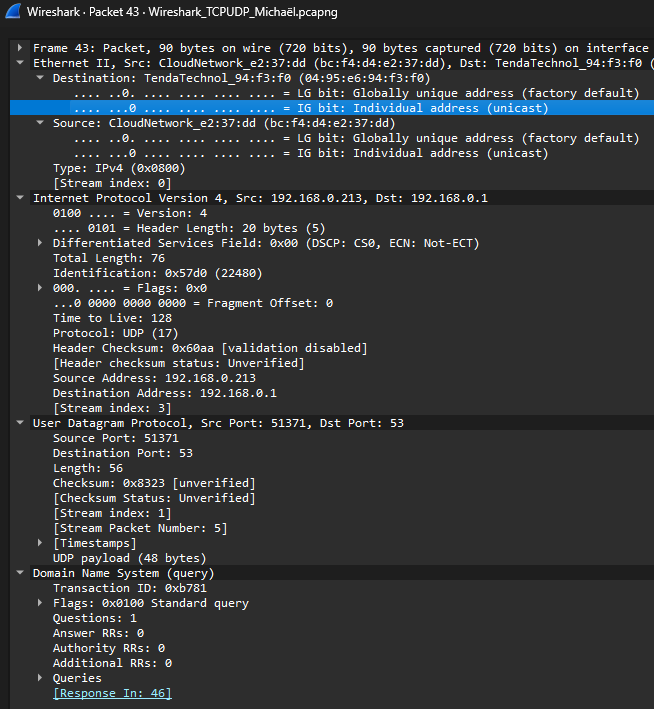 Wireshark · Packet 43 · Wireshark_TCPUDP_Michaël.pcapng
Frame 43: Packet, 90 bytes on wire (720 bits), 90 bytes captured (720 bits) on interface
Ethernet II, Src: CloudNetwork_e2:37:dd (bc:f4:d4:e2:37:dd), Dst: TendaTechnol_94:f3:f0 (
Destination: TendaTechnol_94:f3:f0 (04:95:e6:94:f3:f0)
.... ..0. .... .... .... .... = LG bit: Globally unique address (factory default)
.... ...0 .... .... .... .... = IG bit: Individual address (unicast)
Source: CloudNetwork_e2:37:dd (bc:f4:d4:e2:37:dd)
.... ..0. .... .... .... .... = LG bit: Globally unique address (factory default)
.... ...0 .... .... .... .... = IG bit: Individual address (unicast)
Type: IPv4 (0x0800)
[Stream index: 0]
Internet Protocol Version 4, Src: 192.168.0.213, Dst: 192.168.0.1
0100 .... = Version: 4
.... 0101 = Header Length: 20 bytes (5)
Differentiated Services Field: 0x00 (DSCP: CS0, ECN: Not-ECT)
Total Length: 76
Identification: 0x57d0 (22480)
000. .... = Flags: 0x0
...0 0000 0000 0000 = Fragment Offset: 0
Time to Live: 128
Protocol: UDP (17)
Header Checksum: 0x60aa [validation disabled]
[Header checksum status: Unverified]
Source Address: 192.168.0.213
Destination Address: 192.168.0.1
[Stream index: 3]
User Datagram Protocol, Src Port: 51371, Dst Port: 53
Source Port: 51371
Destination Port: 53
Length: 56
Checksum: 0x8323 [unverified]
[Checksum Status: Unverified]
[Stream index: 1]
[Stream Packet Number: 5]
[Timestamps]
UDP payload (48 bytes)
Domain Name System (query)
Transaction ID: 0xb781
Flags: 0x0100 Standard query
Questions: 1
Answer RRs: 0
Authority RRs: 0
Additional RRs: 0
Queries
[Response In: 46]